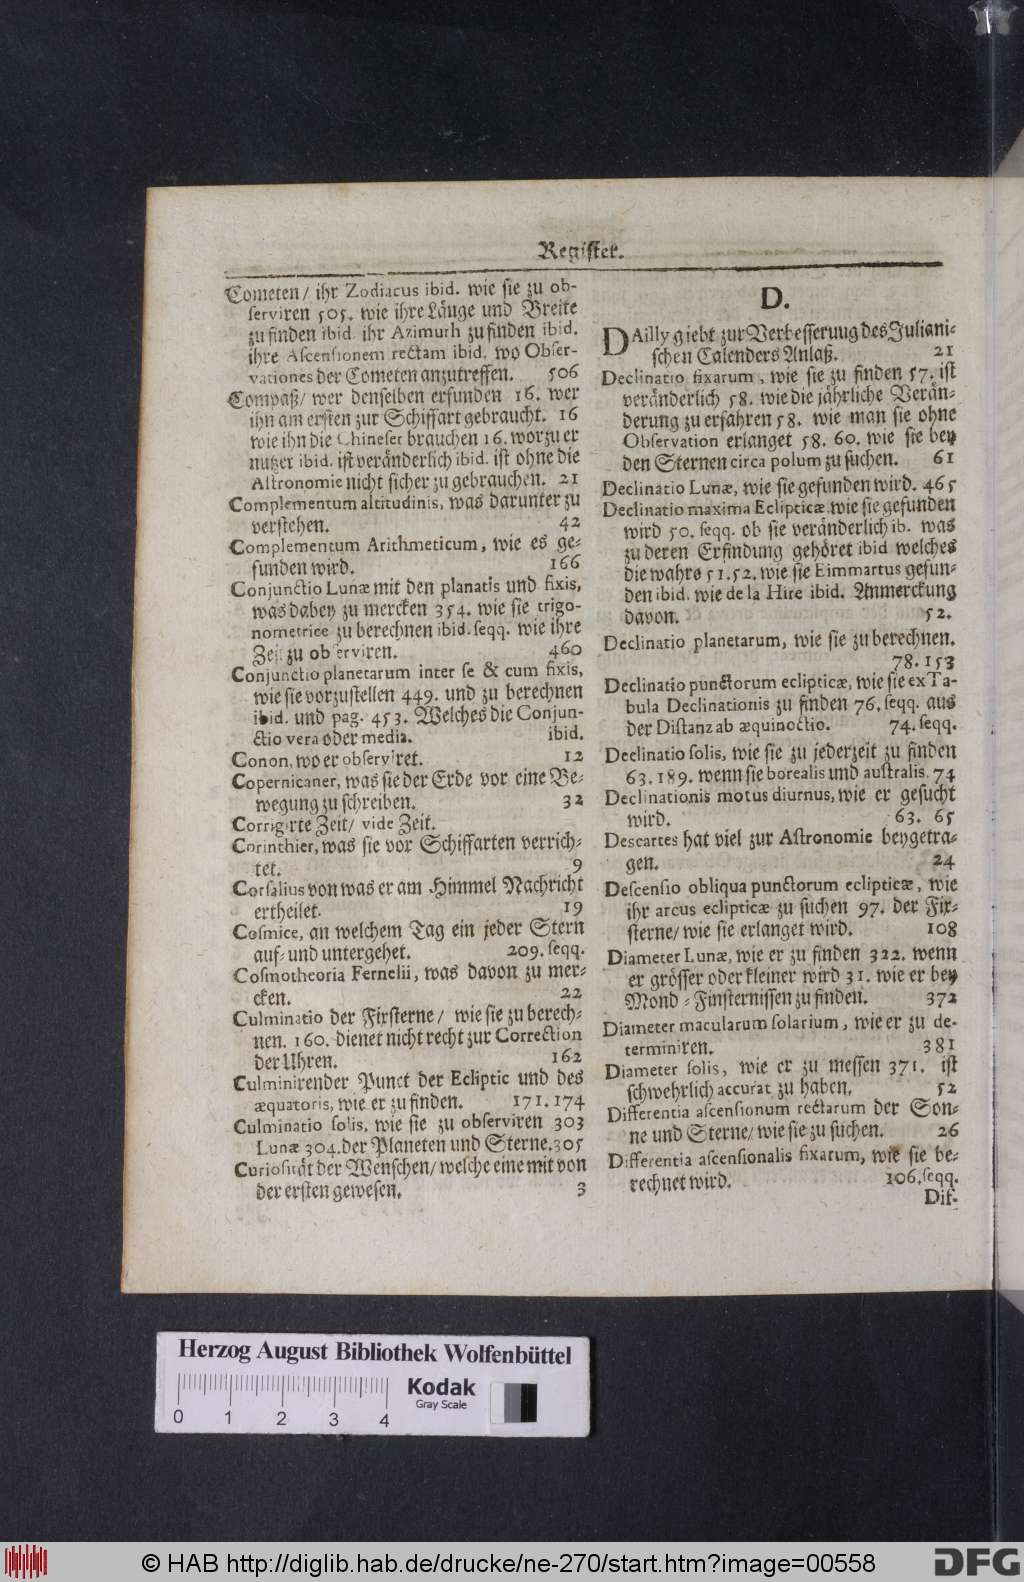 Register.
Cometen/ ihr Zodiacus ibid. wie sie zu ob-
serviren 505. wie ihre Länge und Breite
zu finden ibid. ihr Azimuth zu finden ibid.
ihre Ascensionem rectam ibid. wo Obser-
vationes der Cometen anzutreffen. 506
Compaß/ wer denselben erfunden 16. wer
ihn am ersten zur Schiffart gebraucht. 16
wie ihn die Chineser brauchen 16. worzu er
nutzet ibid. ist veränderlich ibid. ist ohne die
Astronomie nicht sicher zu gebrauchen. 21
Complementum altitudinis, was darunter zu
verstehen. 42
Complementum Arithmeticum, wie es ge-
funden wird. 166
Conjunctio Lunæ mit den planatis und fixis,
was dabey zu mercken 354. wie sie trigo-
nometrice zu berechnen ibid. seqq. wie ihre
Zeit zu observiren. 460
Conjunctio planetarum inter se & cum fixis,
wie sie vorzustellen 449. und zu berechnen
ibid. und pag. 453. Welches die Conjun-
ctio vera oder media. ibid.
Conon, wo er observiret. 12
Copernicaner, was sie der Erde vor eine Be-
wegung zu schreiben. 32
Corrigirte Zeit/ vide Zeit.
Corinthier, was sie vor Schiffarten verrich-
tet. 9
Corsalius von was er am Himmel Nachricht
ertheilet. 19
Cosmice, an welchem Tag ein jeder Stern
auf- und untergehet. 209. seqq.
Cosmotheoria Fernelii, was davon zu mer-
cken. 22
Culminatio der Fixsterne/ wie sie zu berech-
nen. 160. dienet nicht recht zur Correction
der Uhren. 162
Culminirender Punct der Ecliptic und des
æquatoris, wie er zu finden. 171. 174
Culminatio solis, wie sie zu observiren 303
Lunæ 304. der Planeten und Sterne. 305
Curiosität der Menschen/ welche eine mit von
der ersten gewesen. 3
D.
DAilly giebt zur Verbesseruug des Juliani-
schen Calenders Anlaß. 21
Declinatio fixarum, wie sie zu finden 57. ist
veränderlich 58. wie die jährliche Verän-
derung zu erfahren 58. wie man sie ohne
Observation erlanget 58. 60. wie sie bey
den Sternen circa polum zu suchen. 61
Declinatio Lunæ, wie sie gefunden wird. 465
Declinatio maxima Eclipticæ wie sie gefunden
wird 50. seqq. ob sie veränderlich ib. was
zu deren Erfindung gehöret ibid welches
die wahre 51. 52. wie sie Eimmartus gefun-
den ibid. wie de la Hire ibid. Anmerckung
davon. 52.
Declinatio planetarum, wie sie zu berechnen.
78. 153
Declinatio punctorum eclipticæ, wie sie ex Ta-
bula Declinationis zu finden 76. seqq. aus
der Distanz ab æquinoctio. 74. seqq.
Declinatio solis, wie sie zu jederzeit zu finden
63. 189. wenn sie borealis und australis. 74
Declinationis motus diurnus, wie er gesucht
wird. 63. 65
Descartes hat viel zur Astronomie beygetra-
gen. 24
Descensio obliqua punctorum eclipticæ, wie
ihr arcus eclipticæ zu suchen 97. der Fix-
sterne/ wie sie erlanget wird. 108
Diameter Lunæ, wie er zu finden 322. wenn
er grösser oder kleiner wird 31. wie er bey
Mond-Finsternissen zu finden. 372
Diameter macularum solarium, wie er zu de-
terminiren. 381
Diameter solis, wie er zu messen 371. ist
schwehrlich accurat zu haben. 52
Differentia ascensionum rectarum der Son-
ne und Sterne/ wie sie zu suchen. 26
Differentia ascensionalis fixarum, wie sie be-
rechnet wird. 106. seqq.
Dif-
Herzog August Bibliothek Wolfenbüttel
Kodak
Gray Scale
0 1 2 3 4
© HAB http://diglib.hab.de/drucke/ne-270/start.htm?image=00558
DFG